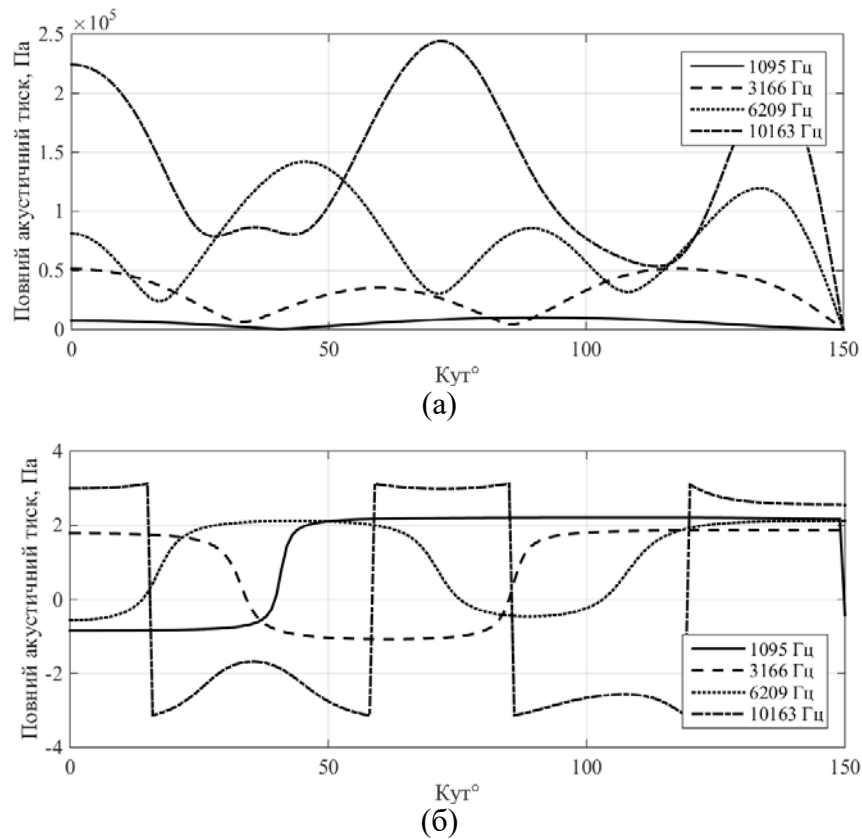 ×10⁵
2.5
2
1.5
1
0.5
0
Повний акустичний тиск, Па
1095 Гц
3166 Гц
6209 Гц
10163 Гц
0 50 100 150
Кут°
(а)
4
2
0
-2
-4
Повний акустичний тиск, Па
1095 Гц
3166 Гц
6209 Гц
10163 Гц
0 50 100 150
Кут°
(б)